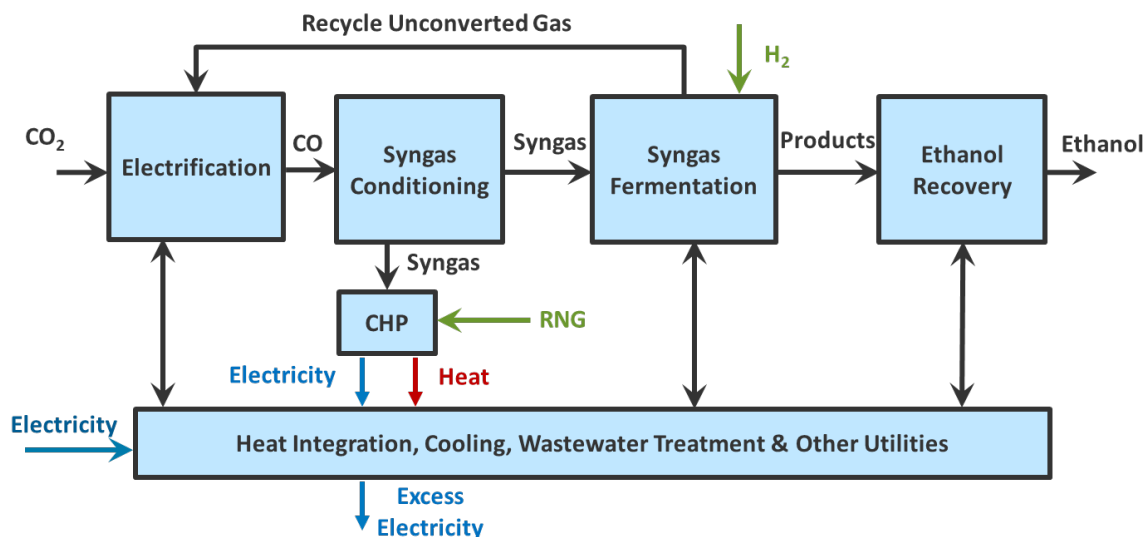 Recycle Unconverted Gas
H₂
CO₂
Electrification
CO
Syngas
Conditioning
Syngas
Syngas
Fermentation
Products
Ethanol
Recovery
Ethanol
Syngas
CHP
RNG
Electricity
Heat
Electricity
Heat Integration, Cooling, Wastewater Treatment & Other Utilities
Excess
Electricity